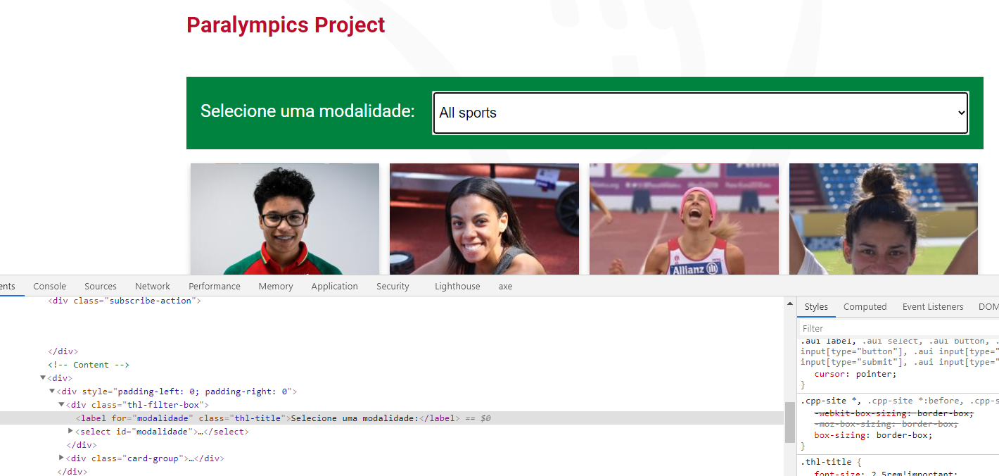 Paralympics Project
Selecione uma modalidade: All sports
Allianz
ents Console Sources Network Performance Memory Application Security Lighthouse axe
<div class="subscribe-action">
</div>
<!-- Content -->
<div>
<div style="padding-left: 0; padding-right: 0">
<div class="thl-filter-box">
<label for="modalidade" class="thl-title">Selecione uma modalidade:</label> == $0
<select id="modalidade">…</select>
</div>
<div class="card-group">…</div>
</div>
Styles Computed Event Listeners DOM
Filter
.aui label, .aui select, .aui button, .
input[type="button"], .aui input[type="
input[type="submit"], .aui input[type="
cursor: pointer;
}
.cpp-site *, .cpp-site *:before, .cpp-s
-webkit-box-sizing: border-box;
-moz-box-sizing: border-box;
box-sizing: border-box;
}
.thl-title {
font-size: 2.5rem!important;